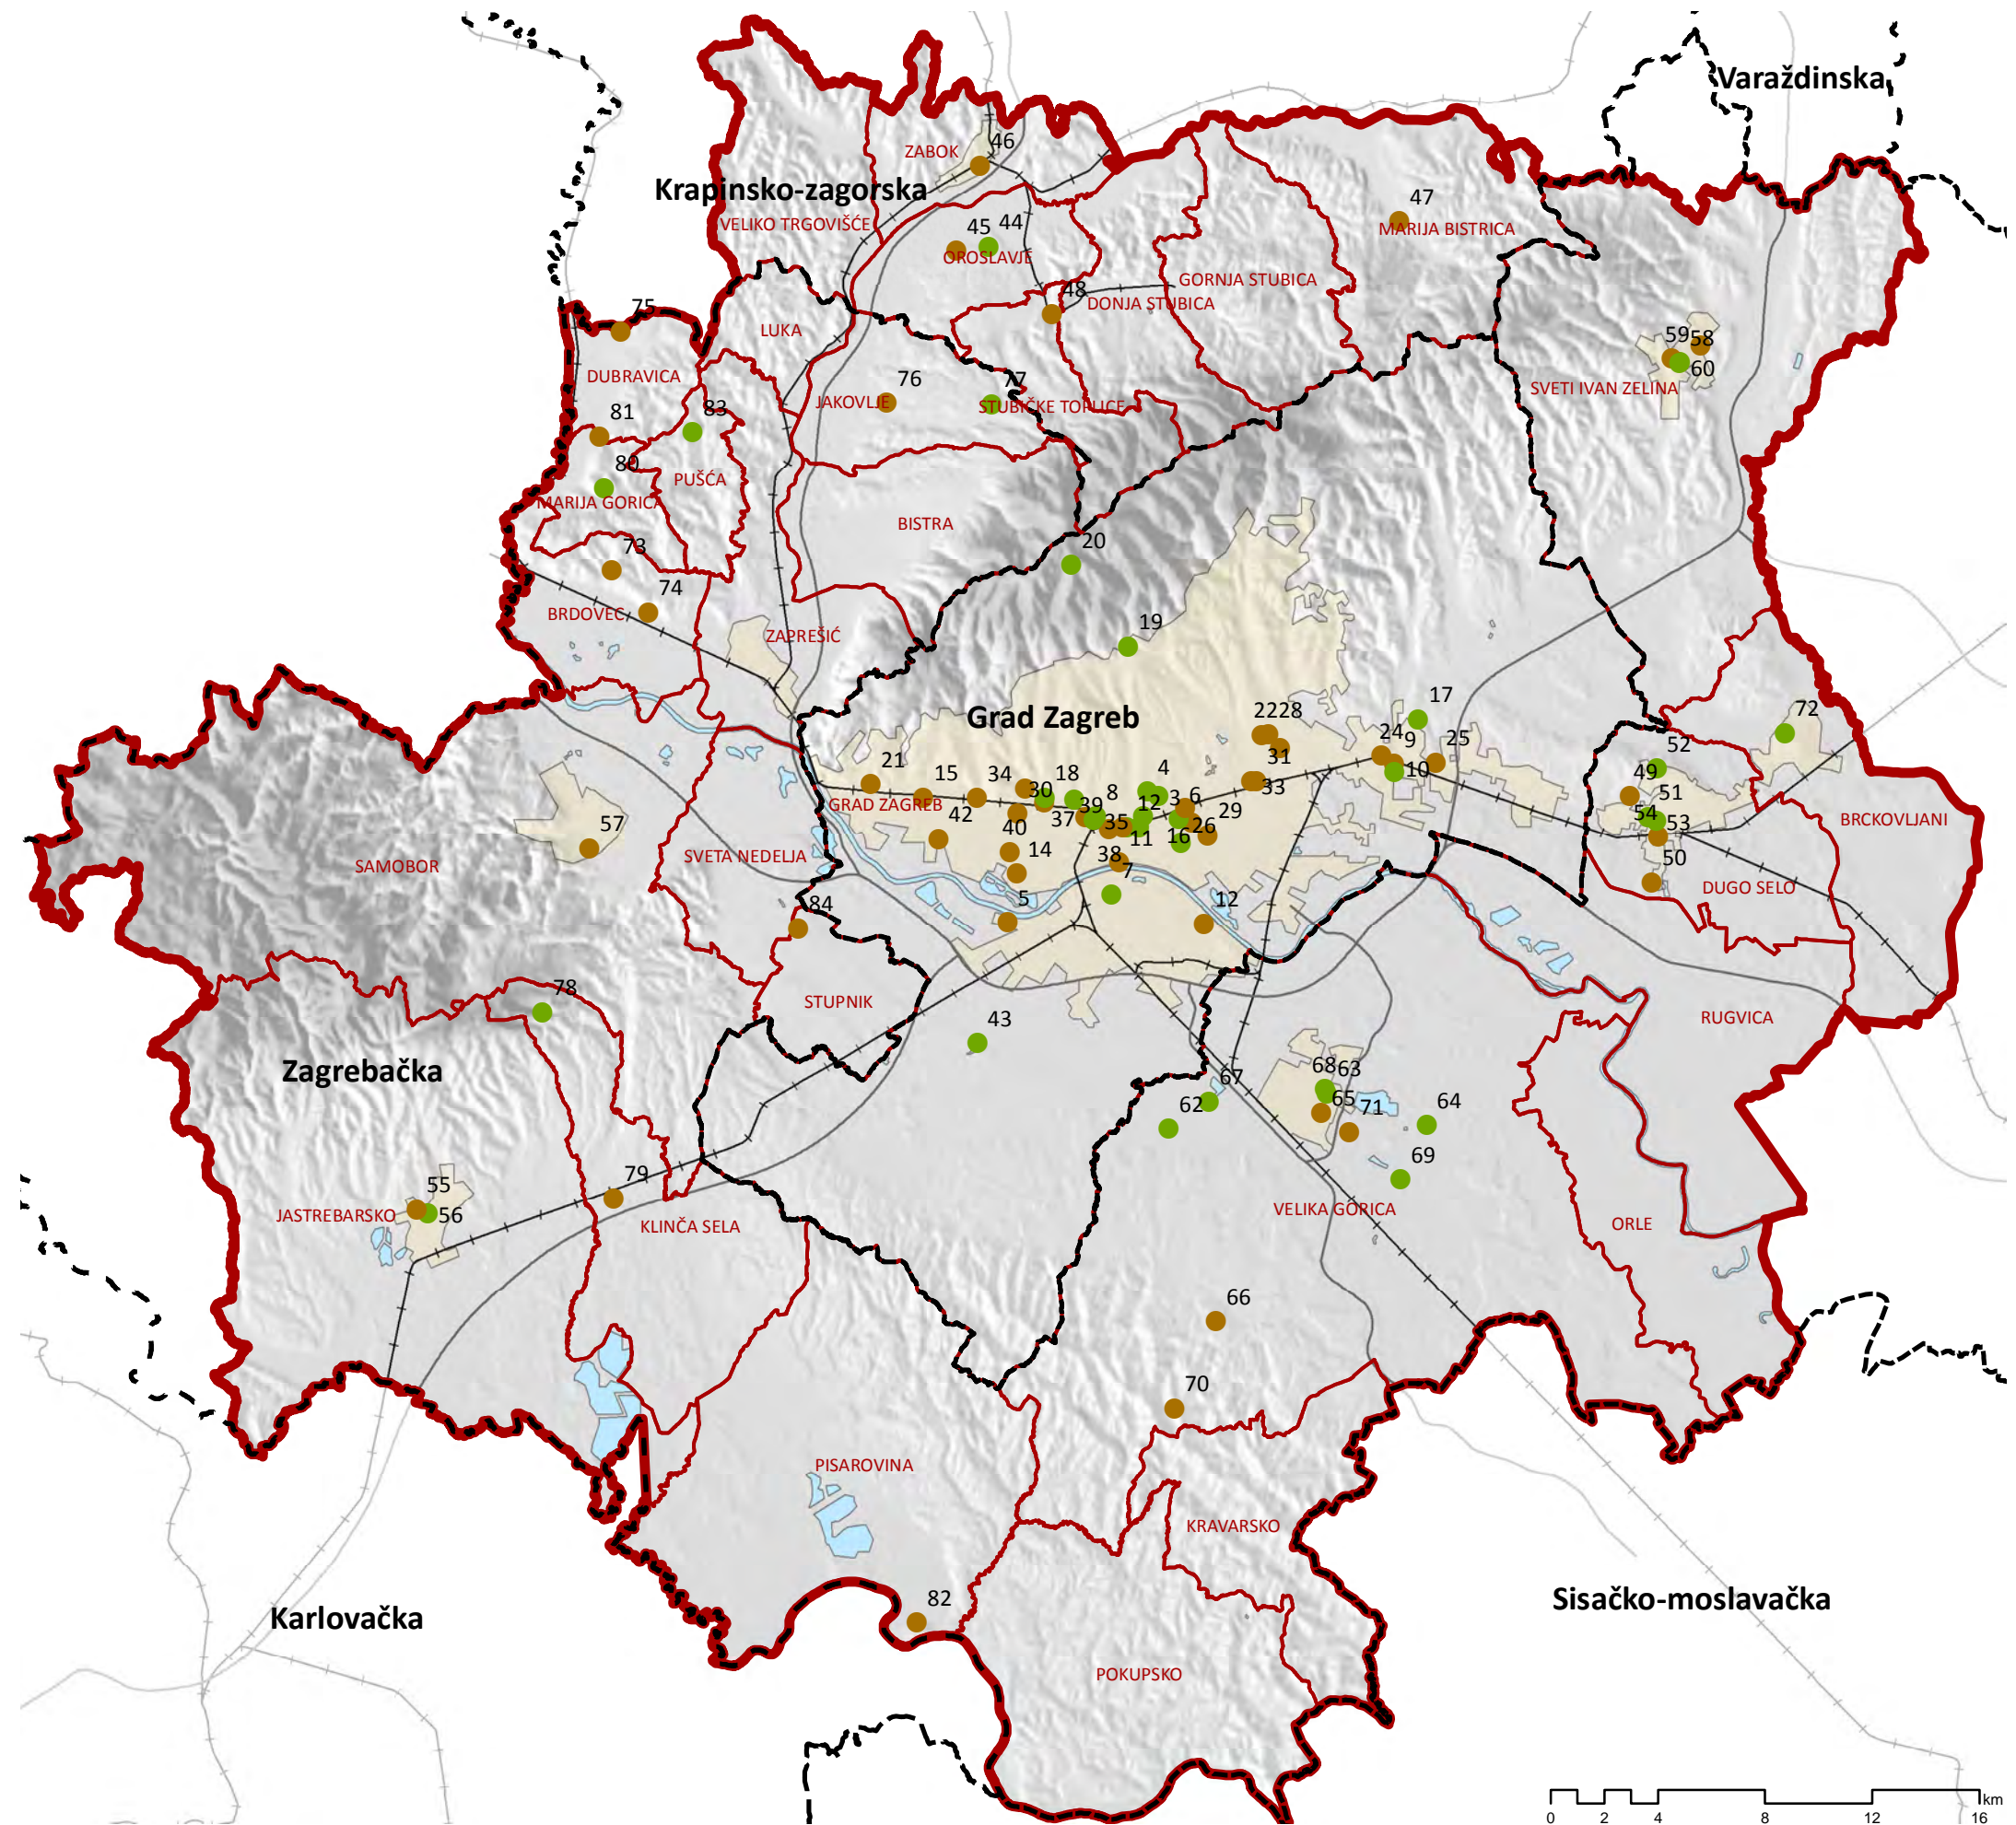 Varaždinska
46
ZABOK
Krapinsko-zagorska
47
VELIKO TRGOVIŠĆE
45
44
MARIJA BISTRICA
OROSLAVJE
GORNJA STUBICA
48
DONJA STUBICA
75
LUKA
59
58
60
DUBRAVICA
76
77
SVETI IVAN ZELINA
JAKOVLJE
STUBIČKE TOPLICE
81
83
80
PUŠĆA
MARIJA GORICA
BISTRA
73
20
74
BRDOVEC
19
ZAPREŠIĆ
17
Grad Zagreb
2228
72
24
9
25
52
31
21
15
34
18
4
10
49
30
8
33
51
GRAD ZAGREB
12
3
6
29
54
BRCKOVLJANI
39
57
42
40
37
35
26
53
11
16
14
38
50
SAMOBOR
SVETA NEDELJA
7
DUGO SELO
84
5
12
STUPNIK
78
43
RUGVICA
Zagrebačka
68
63
67
62
65
71
64
69
79
55
56
JASTREBARSKO
KLINČA SELA
VELIKA GORICA
ORLE
66
70
PISAROVINA
KRAVARSKO
82
Karlovačka
Sisačko-moslavačka
POKUPSKO
km
0
2
4
8
12
16